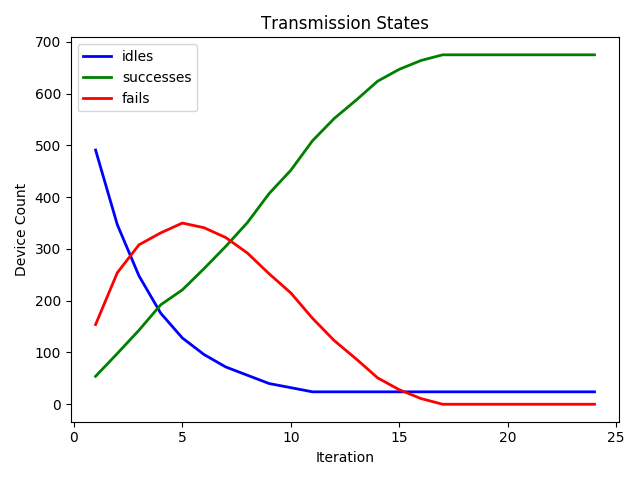 Transmission States
idles
successes
fails
Device Count
700
600
500
400
300
200
100
0
0 5 10 15 20 25
Iteration